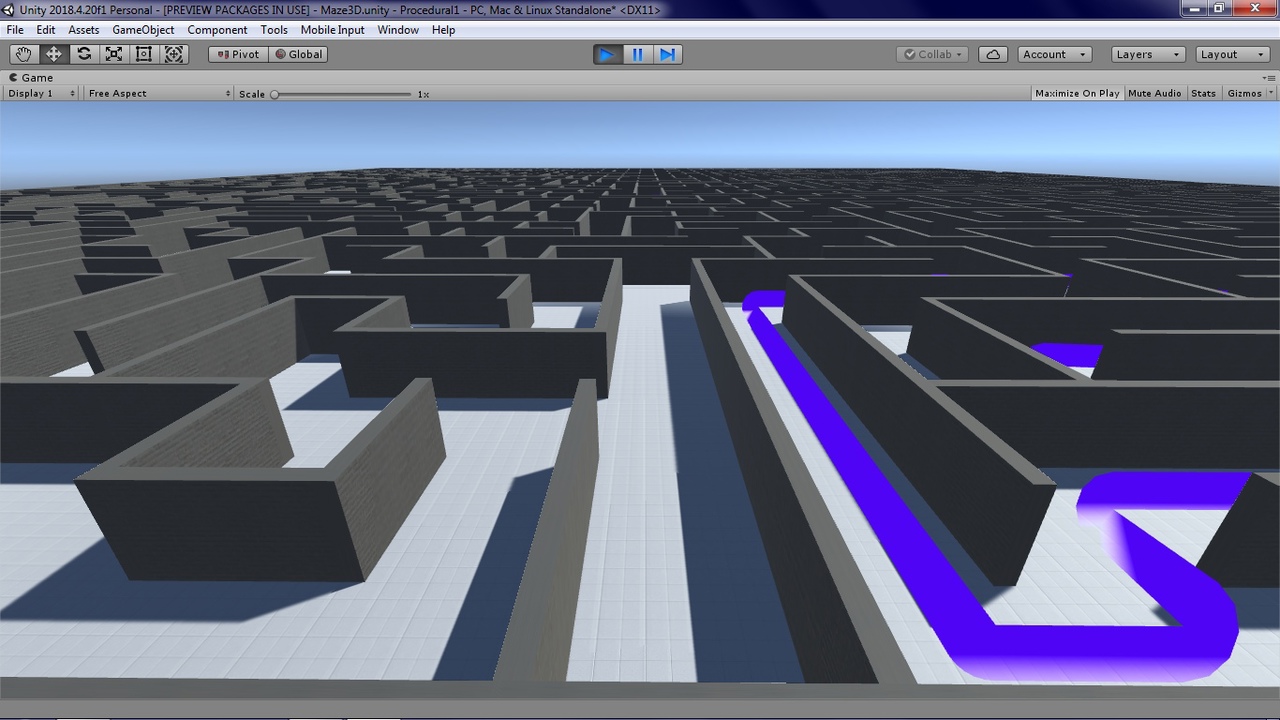 Unity 2018.4.20f1 Personal - [PREVIEW PACKAGES IN USE] - Maze3D.unity - Procedural1 - PC, Mac & Linux Standalone* <DX11>
File Edit Assets GameObject Component Tools Mobile Input Window Help
Pivot Global Collab Account Layers Layout
Game
Display 1 Free Aspect Scale 1x Maximize On Play Mute Audio Stats Gizmos